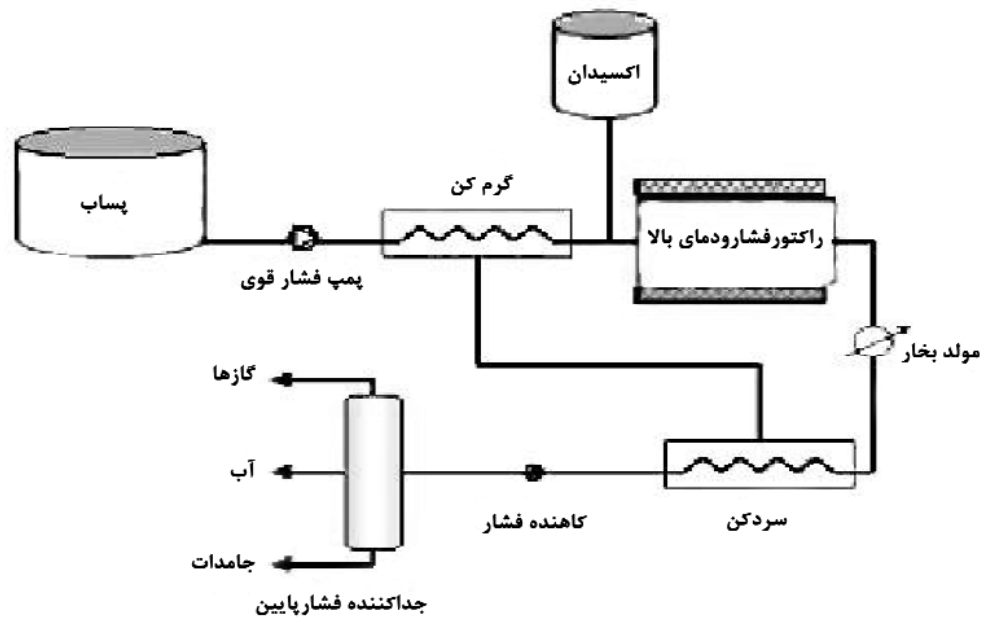 اکسیدان
پساب
گرم کن
راکتورفشارودمای بالا
پمپ فشار قوی
مولد بخار
گازها
آب
کاهنده فشار
سردکن
جامدات
جداکننده فشارپایین